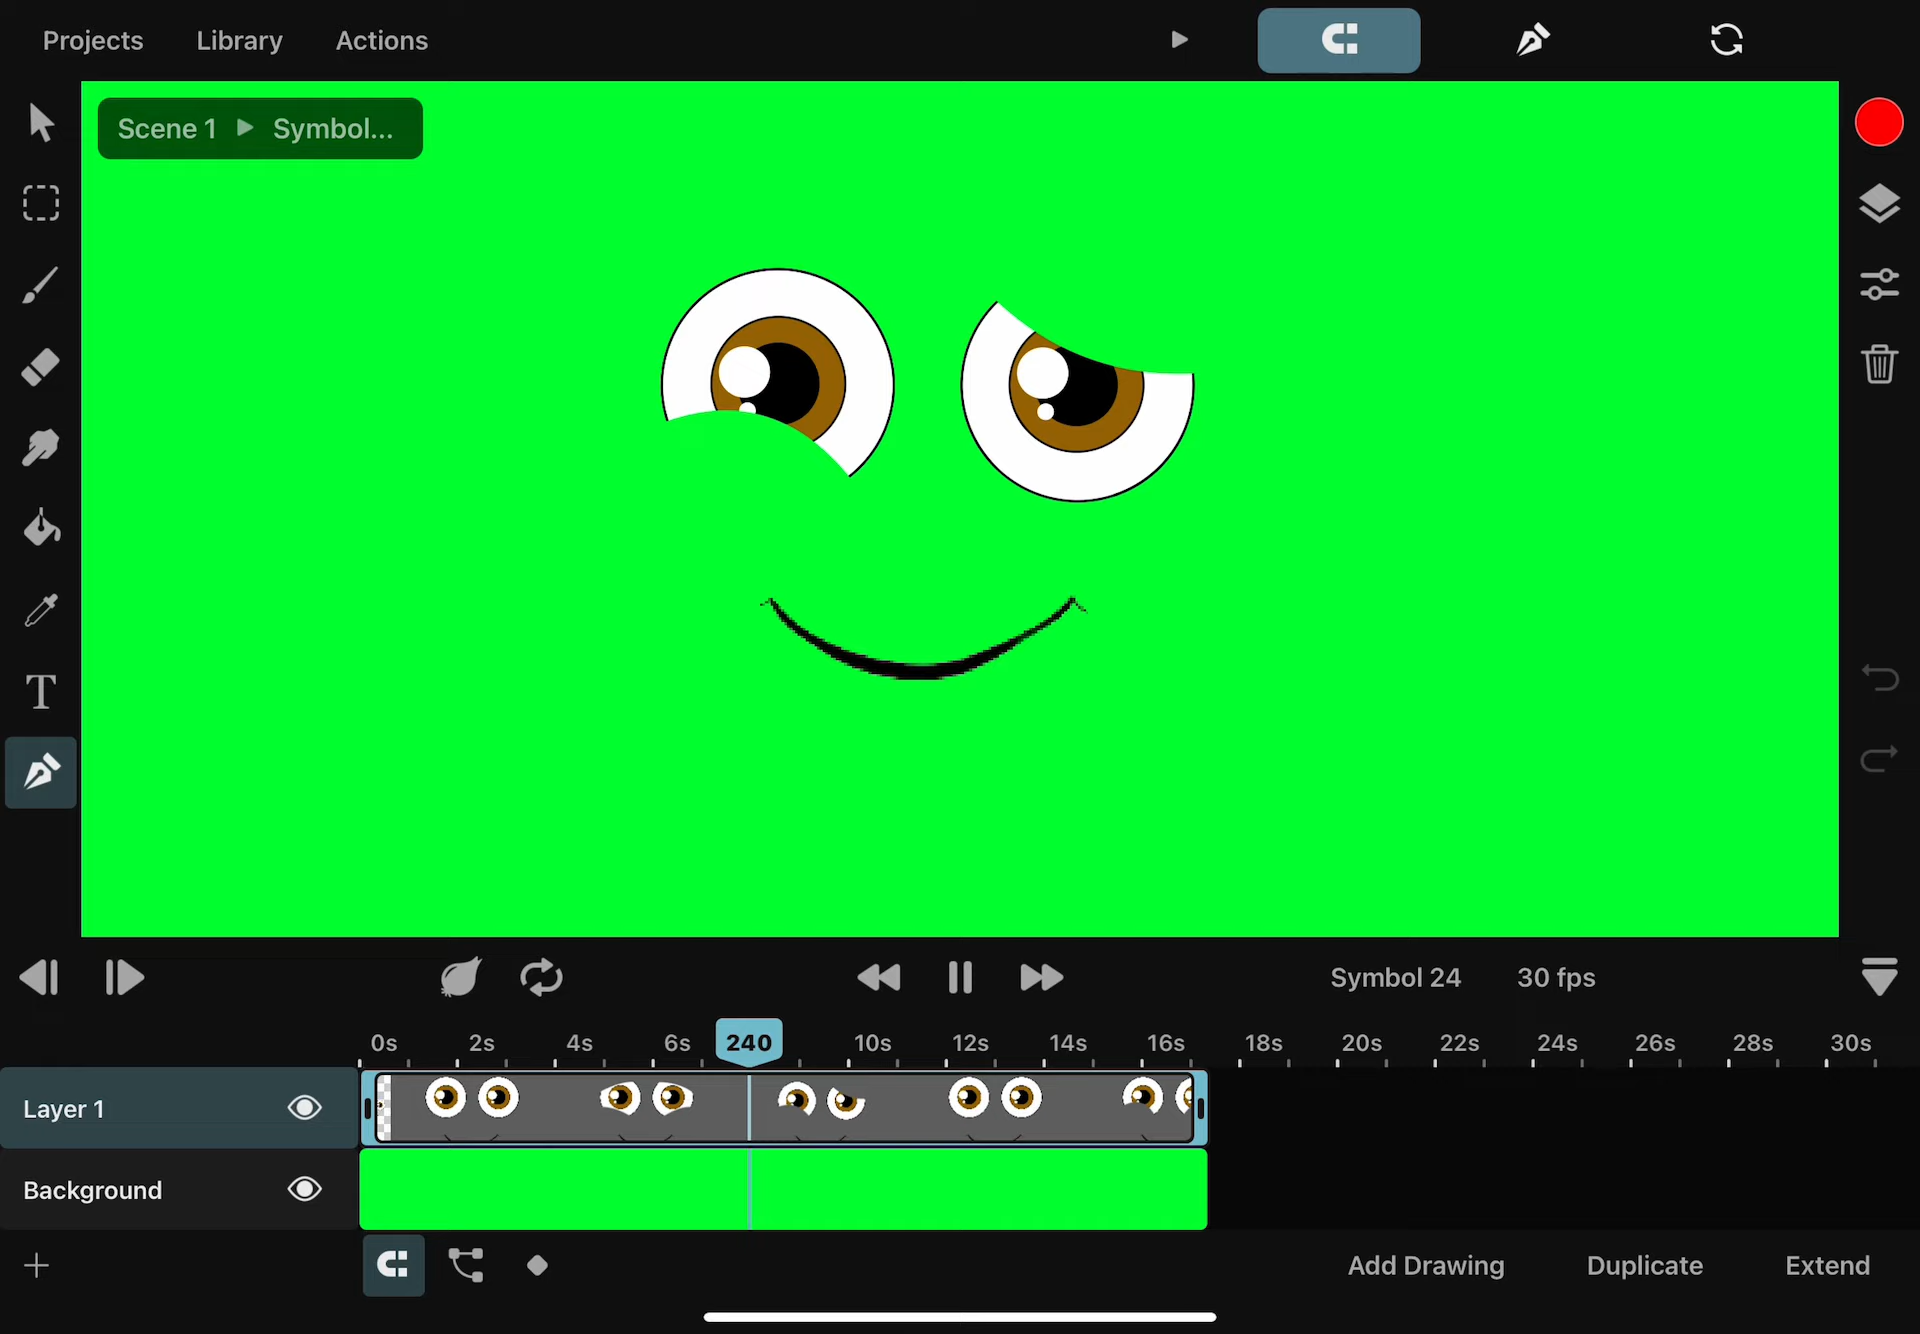 Projects Library Actions
Scene 1 Symbol...
T
Symbol 24 30 fps
0s 2s 4s 6s 240 10s 12s 14s 16s 18s 20s 22s 24s 26s 28s 30s
Layer 1
Background
Add Drawing Duplicate Extend